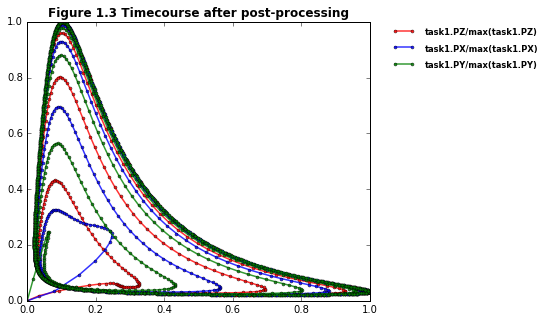 Figure 1.3 Timecourse after post-processing
task1.PZ/max(task1.PZ)
task1.PX/max(task1.PX)
task1.PY/max(task1.PY)
1.0
0.8
0.6
0.4
0.2
0.0
0.0 0.2 0.4 0.6 0.8 1.0